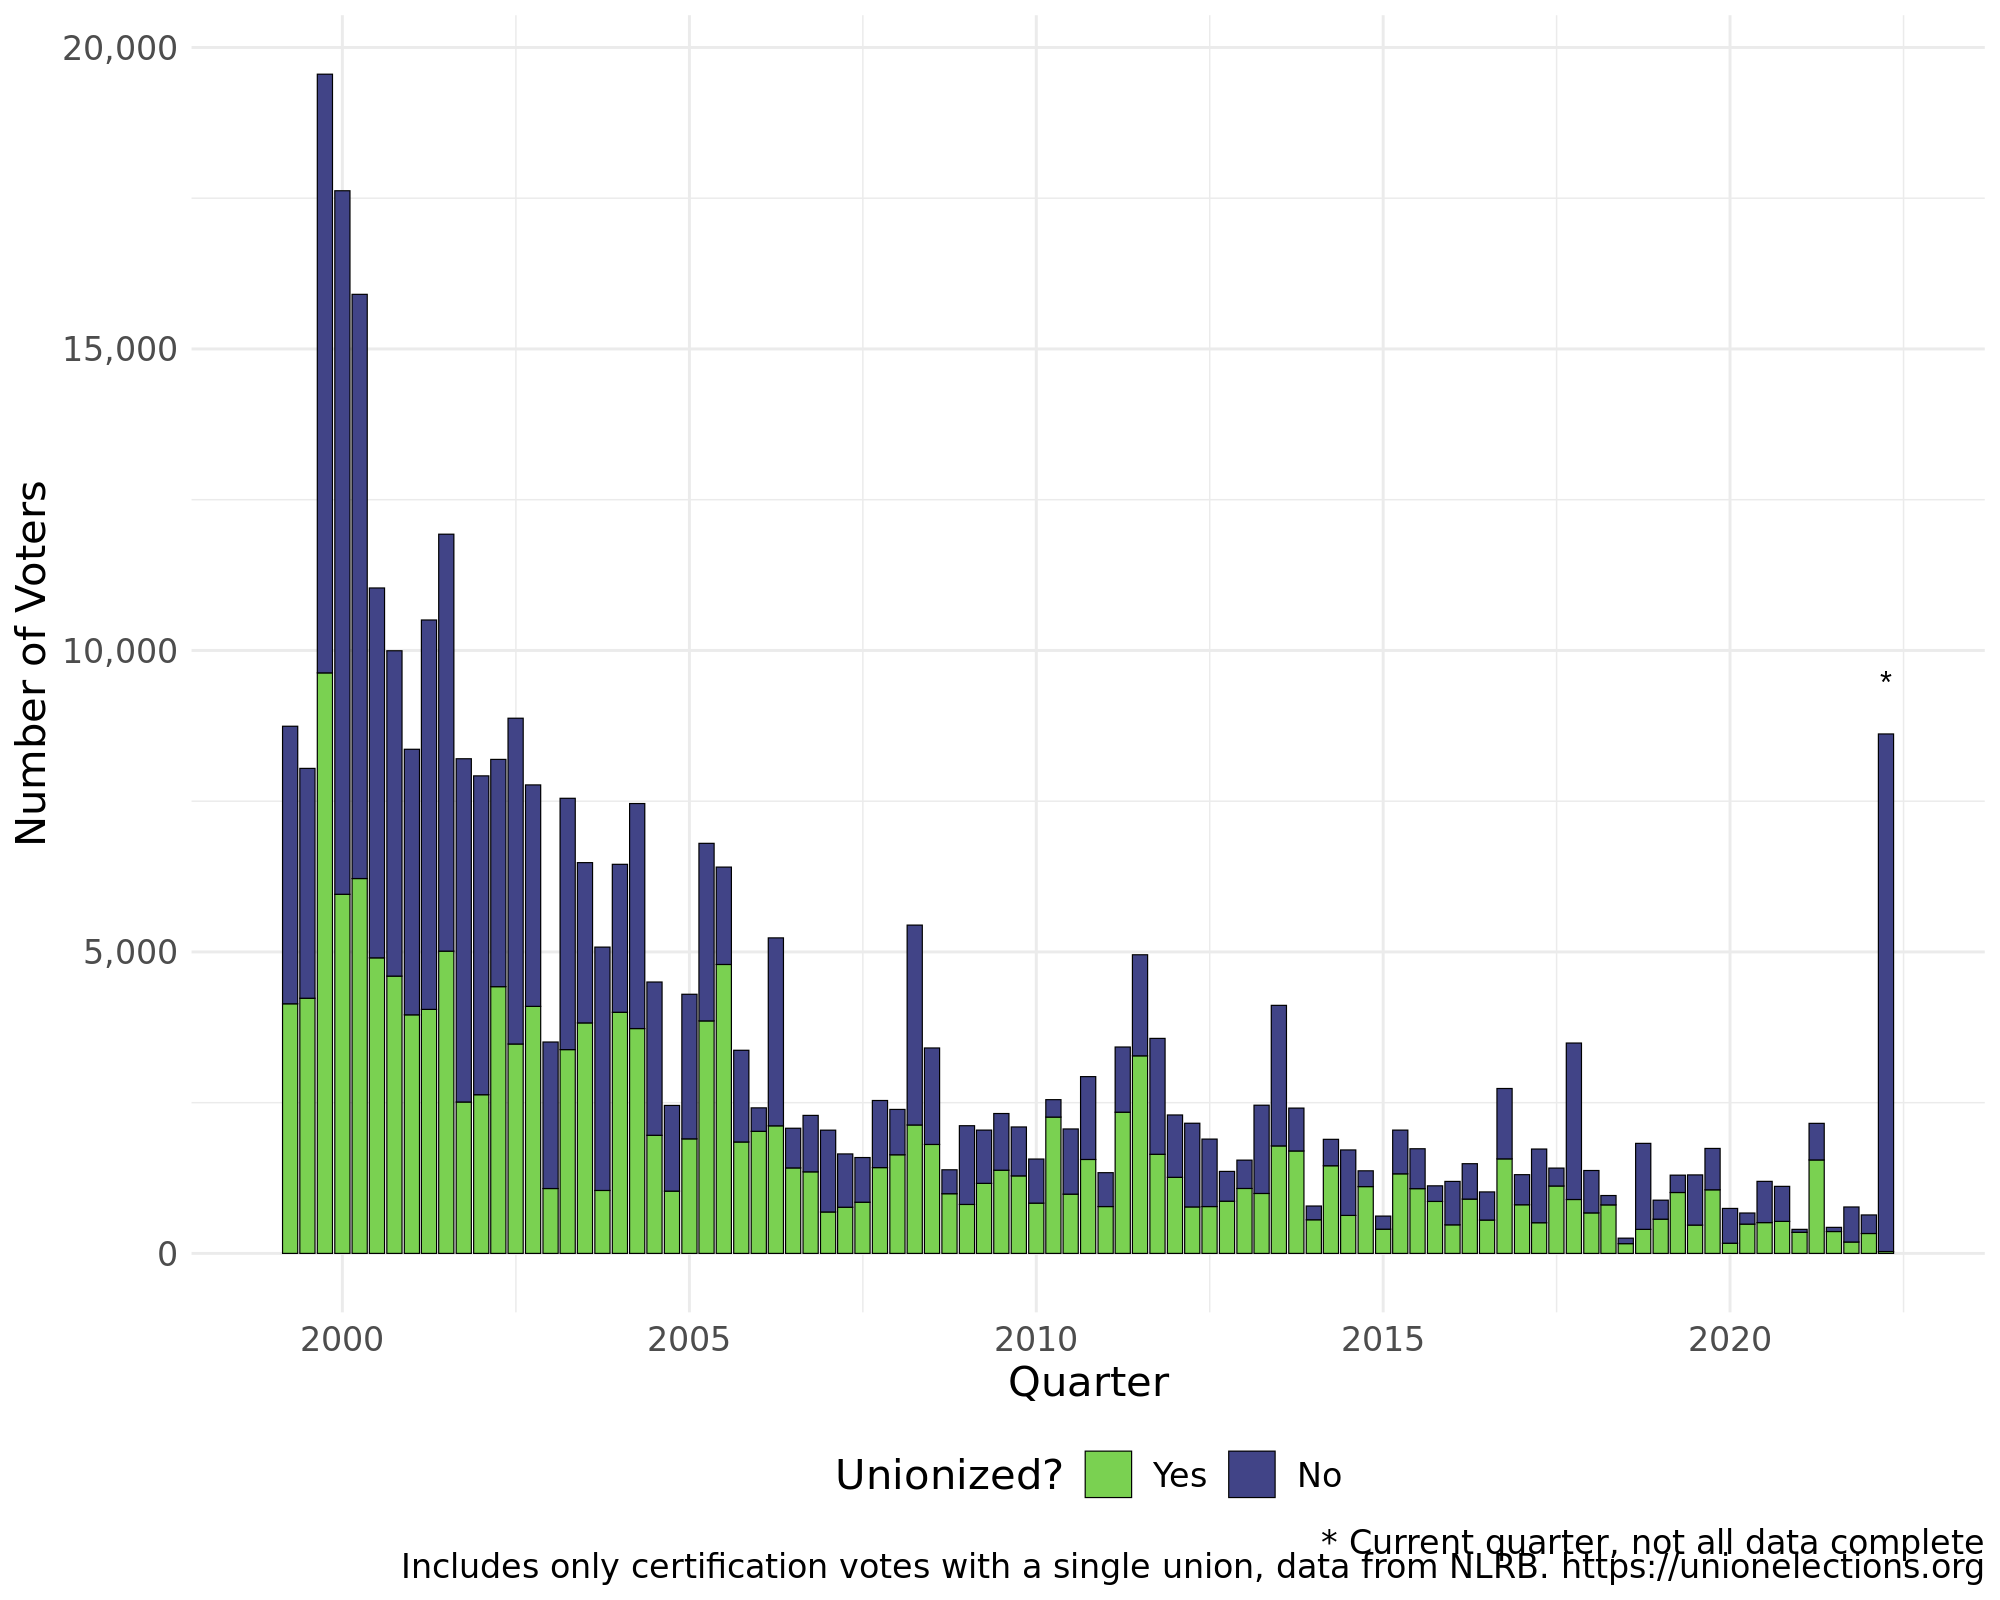 20,000
15,000
10,000
5,000
0
Number of Voters
*
2000 2005 2010 2015 2020
Quarter
Unionized? Yes No
* Current quarter, not all data complete
Includes only certification votes with a single union, data from NLRB. https://unionelections.org